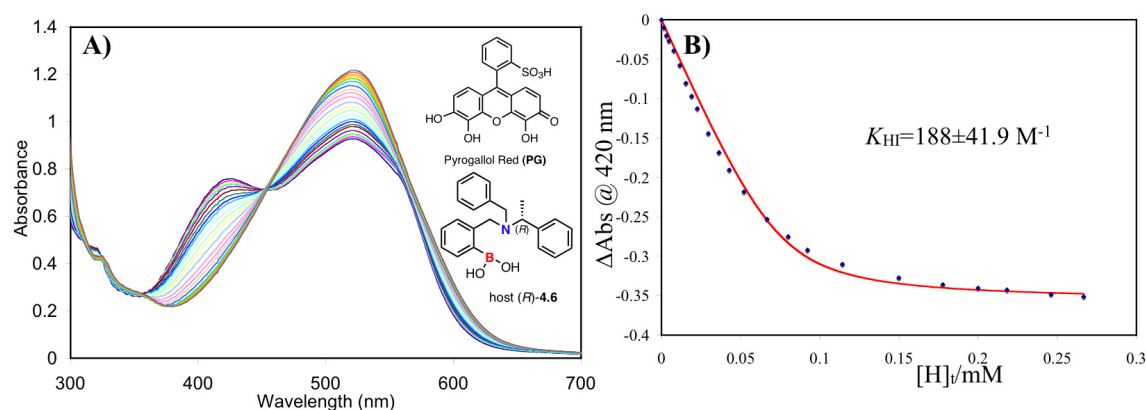 A)
1.4
1.2
1
0.8
0.6
0.4
0.2
0
Absorbance
300
400
500
600
700
Wavelength (nm)
SO₃H
HO
OH
O
OH
O
Pyrogallol Red (PG)
N
(R)
B
HO
OH
host (R)-4.6
B)
0
-0.05
-0.1
-0.15
-0.2
-0.25
-0.3
-0.35
-0.4
ΔAbs @ 420 nm
K_HI=188±41.9 M⁻¹
0
0.05
0.1
0.15
0.2
0.25
0.3
[H]ₜ/mM